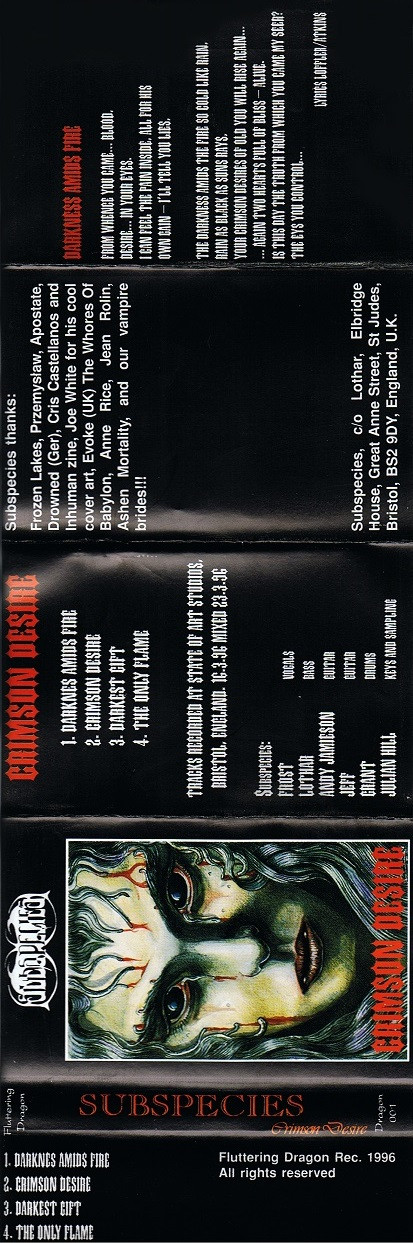 DARKNESS AMIDS FIRE
FROM WHENCE YOU CAME... BLOOD.
DESIRE... IN YOUR EYES.
I CAN FEEL THE PAIN INSIDE. ALL FOR HIS
OWN GAIN – I'LL TELL YOU LIES.
THE DARKNESS AMIDS THE FIRE SO COLD LIKE RAIN.
RAIN AS BLACK AS SUNS RAYS.
YOUR CRIMSON DESIRES OF OLD YOU WILL RISE AGAIN...
... AGAIN TWO HEARTS FULL OF BLISS – ALIVE.
IS THIS DAY THE TRUTH FROM WHICH YOU CAME MY SEER?
THE EYS YOU CONTROL...
LYRICS LOFFLER/ATKINS
Subspecies thanks:
Frozen Lakes, Przemysław, Apostate,
Drowned (Ger), Cris Castellanos and
Inhuman zine, Joe White for his cool
cover art, Evoke (UK) The Whores Of
Babylon, Anne Rice, Jean Rolin,
Ashen Mortality, and our vampire
brides!!!
Subspecies, c/o Lothar, Elbridge
House, Great Anne Street, St Judes,
Bristol, BS2 9DY, England, U.K.
CRIMSON DESIRE
1. DARKNES AMIDS FIRE
2. CRIMSON DESIRE
3. DARKEST GIFT
4. THE ONLY FLAME
TRACKS RECORDED AT STATE OF ART STUDIOS,
BRISTOL, ENGLAND. 16.3.96 MIXED 23.3.96
SUBSPECIES:
FROST VOCALS
LOTHAR BASS
ANDY JAMIESON GUITAR
JEFF GUITAR
GRANT DRUMS
JULIAN HILL KEYS AND SAMPLING
SUBSPECIES
CRIMSON DESIRE
Fluttering
Dragon
SUBSPECIES
Crimson Desire
Dragon
001
1. DARKNES AMIDS FIRE
2. CRIMSON DESIRE
3. DARKEST GIFT
4. THE ONLY FLAME
Fluttering Dragon Rec. 1996
All rights reserved